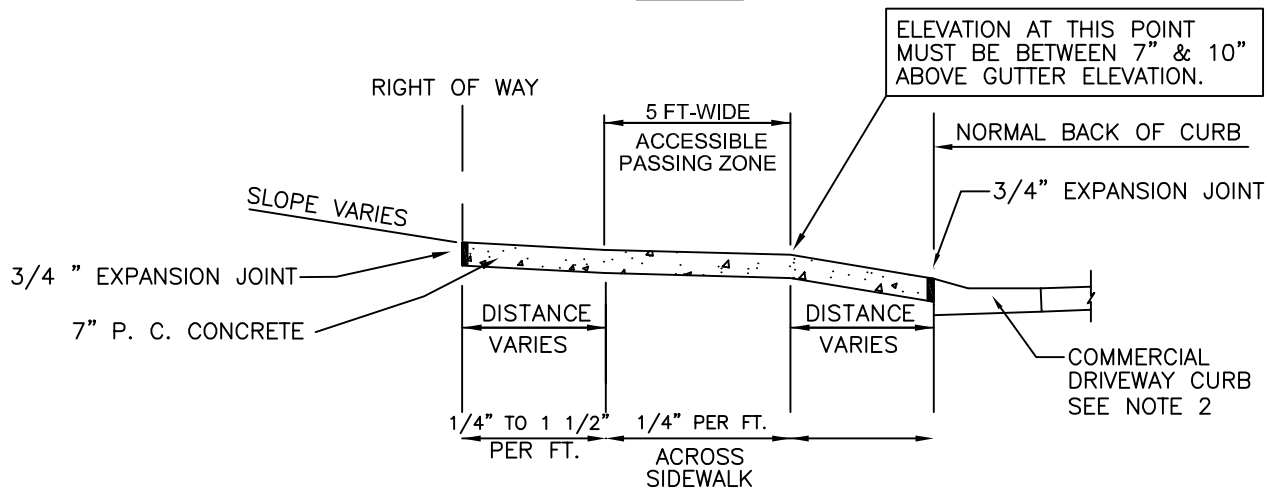 ELEVATION AT THIS POINT
MUST BE BETWEEN 7" & 10"
ABOVE GUTTER ELEVATION.
RIGHT OF WAY
5 FT-WIDE
ACCESSIBLE
PASSING ZONE
NORMAL BACK OF CURB
3/4" EXPANSION JOINT
SLOPE VARIES
3/4 " EXPANSION JOINT
7" P. C. CONCRETE
DISTANCE
VARIES
DISTANCE
VARIES
COMMERCIAL
DRIVEWAY CURB
SEE NOTE 2
1/4" TO 1 1/2"
PER FT.
1/4" PER FT.
ACROSS
SIDEWALK